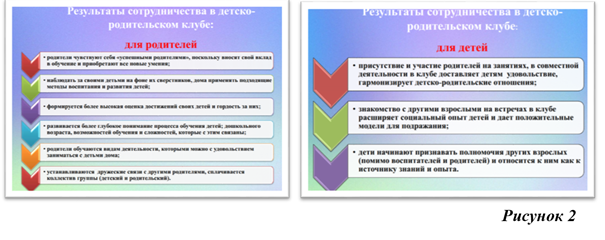 Результаты сотрудничества в детско-
родительском клубе:
для родителей
• родители чувствуют себя «успешными родителями», поскольку вносят свой вклад
в обучение и приобретают все новые умения;
• наблюдать за своими детьми на фоне их сверстников, дома применять подходящие
методы воспитания и развития детей;
• формируется более высокая оценка достижений своих детей и гордость за них;
• развивается более глубокое понимание процесса обучения детей; дошкольного
возраста, возможностей обучения и сложностей, которые с этим связаны;
• родители обучаются видам деятельности, которыми можно с удовольствием
заниматься с детьми дома;
• устанавливаются дружеские связи с другими родителями, сплачивается
коллектив группы (детский и родительский).
Результаты сотрудничества в детско-
родительском клубе:
для детей
• присутствие и участие родителей на занятиях, в совместной
деятельности в клубе доставляет детям удовольствие,
гармонизирует детско-родительские отношения;
• знакомство с другими взрослыми на встречах в клубе
расширяет социальный опыт детей и дает положительные
модели для подражания;
• дети начинают признавать полномочия других взрослых
(помимо воспитателей и родителей) и относится к ним как к
источнику знаний и опыта.
Рисунок 2